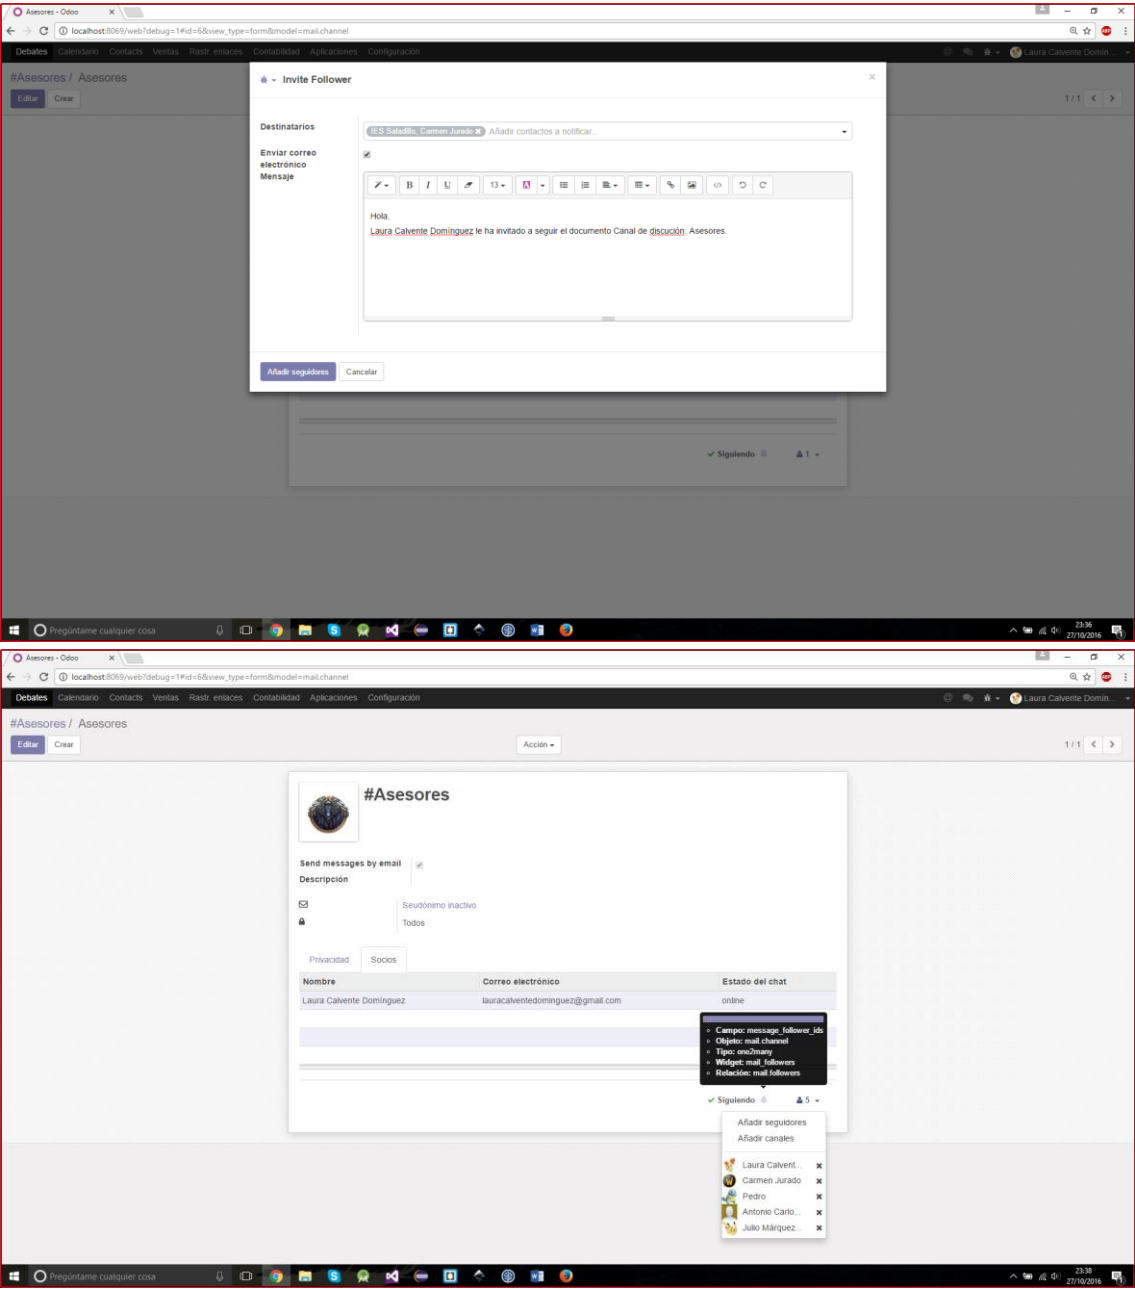 Asesores - Odoo
localhost:8069/web?debug=1#id=6&view_type=form&model=mail.channel
Debates Calendario Contacts Ventas Rastr. enlaces Contabilidad Aplicaciones Configuración
Laura Calvente Domín...
#Asesores / Asesores
Editar Crear
1 / 1
Invite Follower
Destinatarios
IES Saladillo, Carmen Jurado Añadir contactos a notificar...
Enviar correo
electrónico
Mensaje
B I U 13 A
Hola,
Laura Calvente Domínguez le ha invitado a seguir el documento Canal de discución: Asesores.
Añadir seguidores Cancelar
Siguiendo 1
Pregúntame cualquier cosa
23:36
27/10/2016
Asesores - Odoo
localhost:8069/web?debug=1#id=6&view_type=form&model=mail.channel
Debates Calendario Contacts Ventas Rastr. enlaces Contabilidad Aplicaciones Configuración
Laura Calvente Domín...
#Asesores / Asesores
Editar Crear
Acción
1 / 1
#Asesores
Send messages by email
Descripción
Seudónimo inactivo
Todos
Privacidad Socios
Nombre Correo electrónico Estado del chat
Laura Calvente Domínguez lauracalventedominguez@gmail.com online
Campo: message_follower_ids
Objeto: mail.channel
Tipo: one2many
Widget: mail_followers
Relación: mail.followers
Siguiendo 5
Añadir seguidores
Añadir canales
Laura Calvent...
Carmen Jurado
Pedro
Antonio Carlo...
Julio Márquez...
Pregúntame cualquier cosa
23:38
27/10/2016